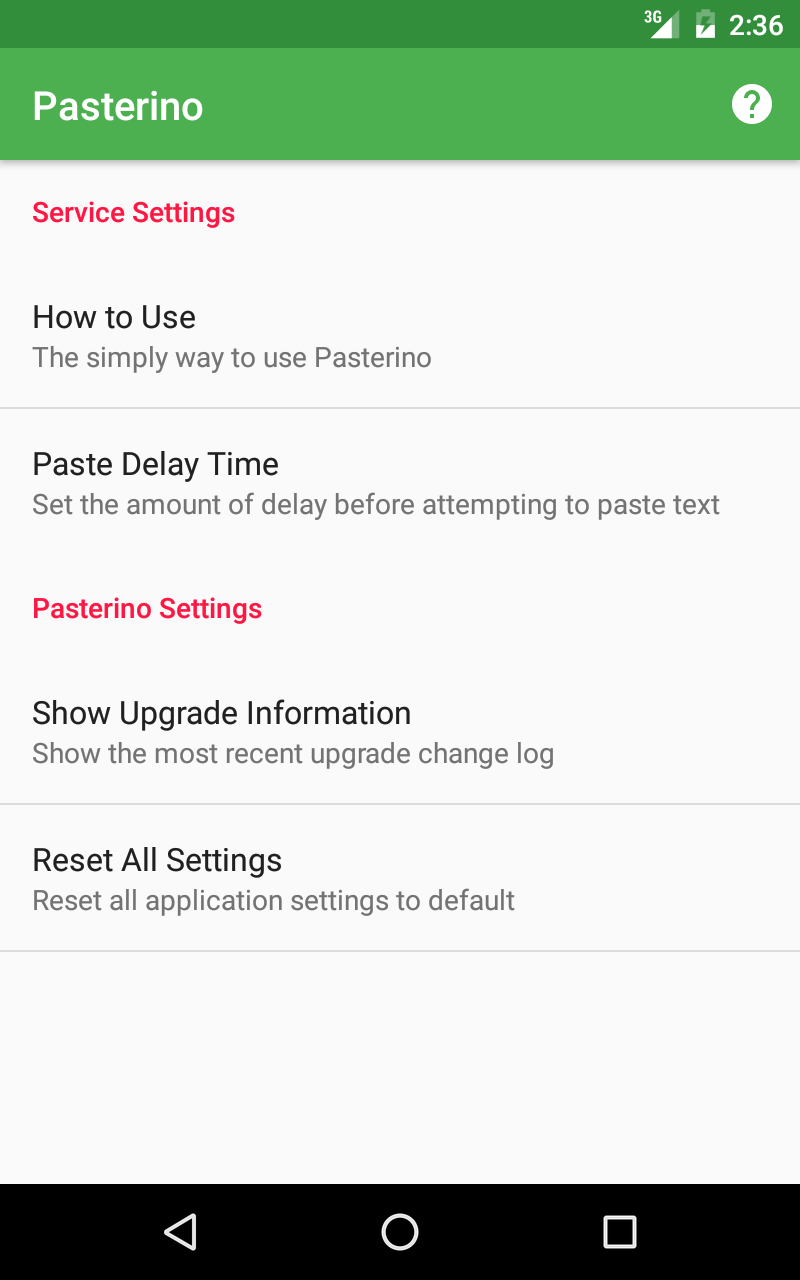 3G 2:36
Pasterino
Service Settings
How to Use
The simply way to use Pasterino
Paste Delay Time
Set the amount of delay before attempting to paste text
Pasterino Settings
Show Upgrade Information
Show the most recent upgrade change log
Reset All Settings
Reset all application settings to default